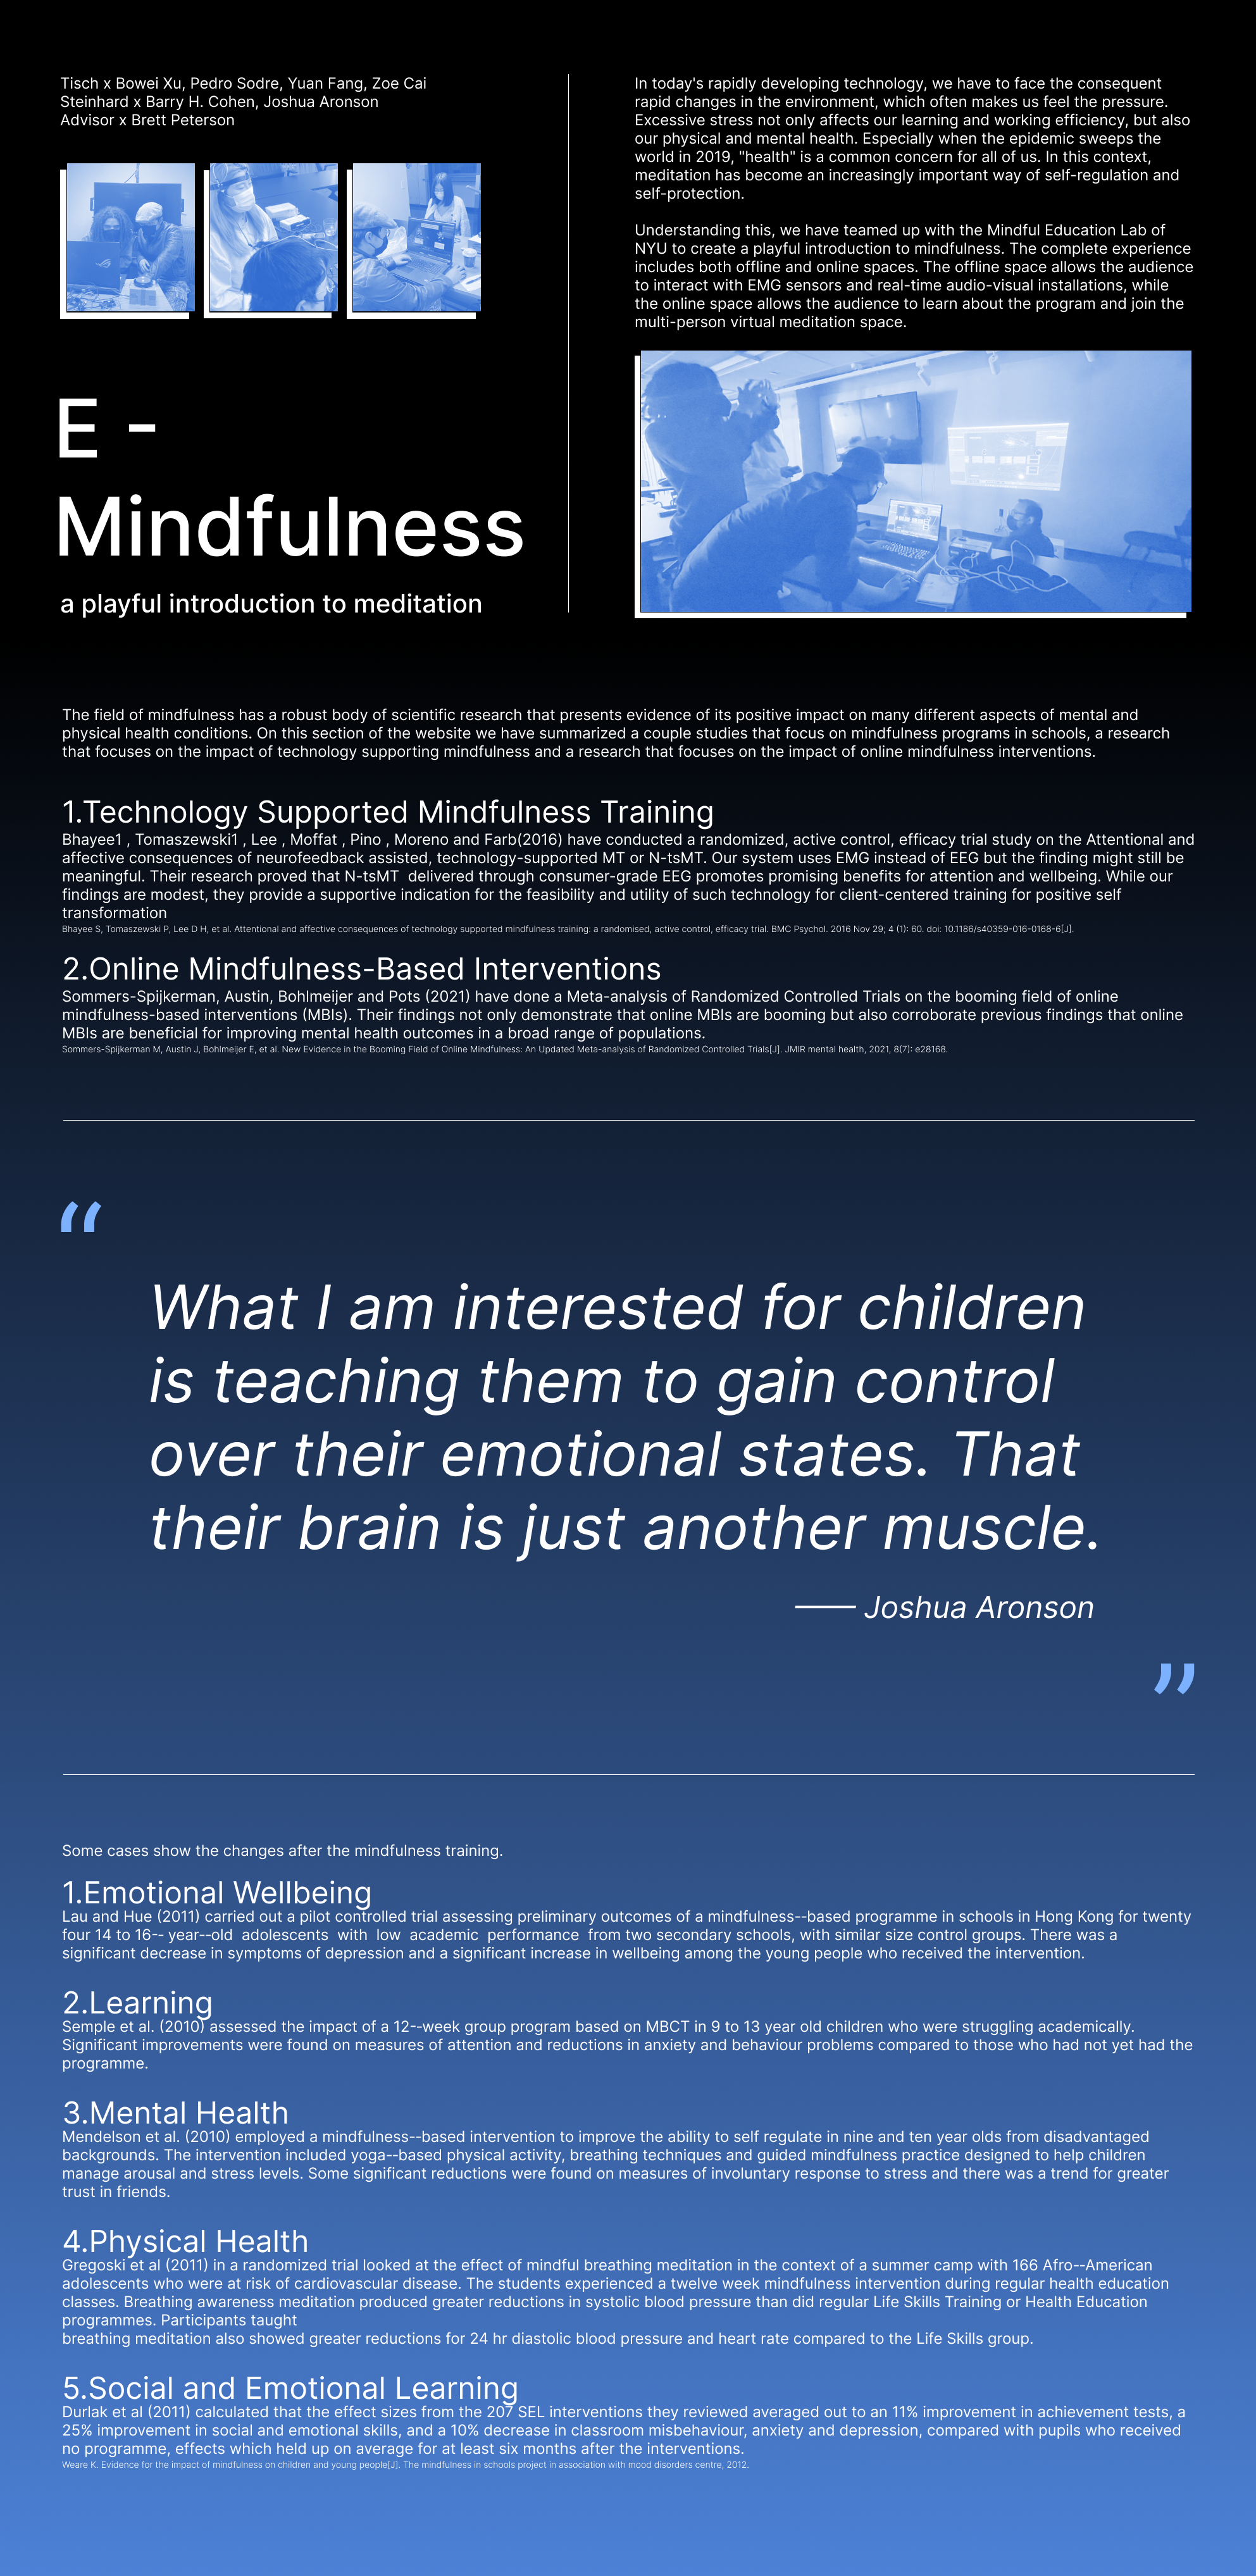 Tisch x Bowei Xu, Pedro Sodre, Yuan Fang, Zoe Cai
Steinhard x Barry H. Cohen, Joshua Aronson
Advisor x Brett Peterson
E -
Mindfulness
a playful introduction to meditation
In today's rapidly developing technology, we have to face the consequent
rapid changes in the environment, which often makes us feel the pressure.
Excessive stress not only affects our learning and working efficiency, but also
our physical and mental health. Especially when the epidemic sweeps the
world in 2019, "health" is a common concern for all of us. In this context,
meditation has become an increasingly important way of self-regulation and
self-protection.
Understanding this, we have teamed up with the Mindful Education Lab of
NYU to create a playful introduction to mindfulness. The complete experience
includes both offline and online spaces. The offline space allows the audience
to interact with EMG sensors and real-time audio-visual installations, while
the online space allows the audience to learn about the program and join the
multi-person virtual meditation space.
The field of mindfulness has a robust body of scientific research that presents evidence of its positive impact on many different aspects of mental and
physical health conditions. On this section of the website we have summarized a couple studies that focus on mindfulness programs in schools, a research
that focuses on the impact of technology supporting mindfulness and a research that focuses on the impact of online mindfulness interventions.
1.Technology Supported Mindfulness Training
Bhayee1 , Tomaszewski1 , Lee , Moffat , Pino , Moreno and Farb(2016) have conducted a randomized, active control, efficacy trial study on the Attentional and
affective consequences of neurofeedback assisted, technology-supported MT or N-tsMT. Our system uses EMG instead of EEG but the finding might still be
meaningful. Their research proved that N-tsMT  delivered through consumer-grade EEG promotes promising benefits for attention and wellbeing. While our
findings are modest, they provide a supportive indication for the feasibility and utility of such technology for client-centered training for positive self
transformation
Bhayee S, Tomaszewski P, Lee D H, et al. Attentional and affective consequences of technology supported mindfulness training: a randomised, active control, efficacy trial. BMC Psychol. 2016 Nov 29; 4 (1): 60. doi: 10.1186/s40359-016-0168-6[J].
2.Online Mindfulness-Based Interventions
Sommers-Spijkerman, Austin, Bohlmeijer and Pots (2021) have done a Meta-analysis of Randomized Controlled Trials on the booming field of online
mindfulness-based interventions (MBIs). Their findings not only demonstrate that online MBIs are booming but also corroborate previous findings that online
MBIs are beneficial for improving mental health outcomes in a broad range of populations.
Sommers-Spijkerman M, Austin J, Bohlmeijer E, et al. New Evidence in the Booming Field of Online Mindfulness: An Updated Meta-analysis of Randomized Controlled Trials[J]. JMIR mental health, 2021, 8(7): e28168.
“
What I am interested for children
is teaching them to gain control
over their emotional states. That
their brain is just another muscle.
—— Joshua Aronson
”
Some cases show the changes after the mindfulness training.
1.Emotional Wellbeing
Lau and Hue (2011) carried out a pilot controlled trial assessing preliminary outcomes of a mindfulness-‐based programme in schools in Hong Kong for twenty
four 14 to 16-‐ year-‐old  adolescents  with  low  academic  performance  from two secondary schools, with similar size control groups. There was a
significant decrease in symptoms of depression and a significant increase in wellbeing among the young people who received the intervention.
2.Learning
Semple et al. (2010) assessed the impact of a 12-‐week group program based on MBCT in 9 to 13 year old children who were struggling academically.
Significant improvements were found on measures of attention and reductions in anxiety and behaviour problems compared to those who had not yet had the
programme.
3.Mental Health
Mendelson et al. (2010) employed a mindfulness-‐based intervention to improve the ability to self regulate in nine and ten year olds from disadvantaged
backgrounds. The intervention included yoga-‐based physical activity, breathing techniques and guided mindfulness practice designed to help children
manage arousal and stress levels. Some significant reductions were found on measures of involuntary response to stress and there was a trend for greater
trust in friends.
4.Physical Health
Gregoski et al (2011) in a randomized trial looked at the effect of mindful breathing meditation in the context of a summer camp with 166 Afro-‐American
adolescents who were at risk of cardiovascular disease. The students experienced a twelve week mindfulness intervention during regular health education
classes. Breathing awareness meditation produced greater reductions in systolic blood pressure than did regular Life Skills Training or Health Education
programmes. Participants taught
breathing meditation also showed greater reductions for 24 hr diastolic blood pressure and heart rate compared to the Life Skills group.
5.Social and Emotional Learning
Durlak et al (2011) calculated that the effect sizes from the 207 SEL interventions they reviewed averaged out to an 11% improvement in achievement tests, a
25% improvement in social and emotional skills, and a 10% decrease in classroom misbehaviour, anxiety and depression, compared with pupils who received
no programme, effects which held up on average for at least six months after the interventions.
Weare K. Evidence for the impact of mindfulness on children and young people[J]. The mindfulness in schools project in association with mood disorders centre, 2012.